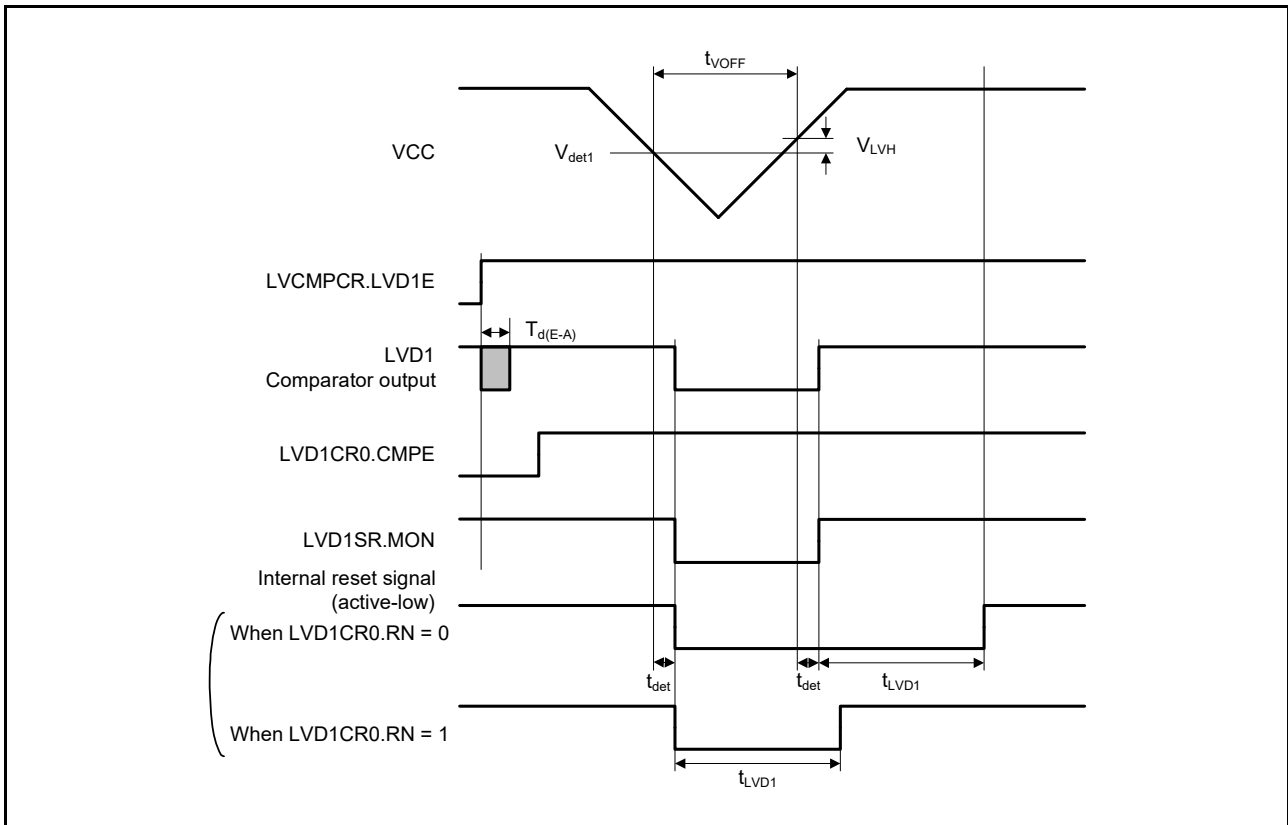 tVOFF
VCC
Vdet1
VLVH
LVCMPCR.LVD1E
Td(E-A)
LVD1
Comparator output
LVD1CR0.CMPE
LVD1SR.MON
Internal reset signal
(active-low)
When LVD1CR0.RN = 0
tdet
tdet
tLVD1
When LVD1CR0.RN = 1
tLVD1